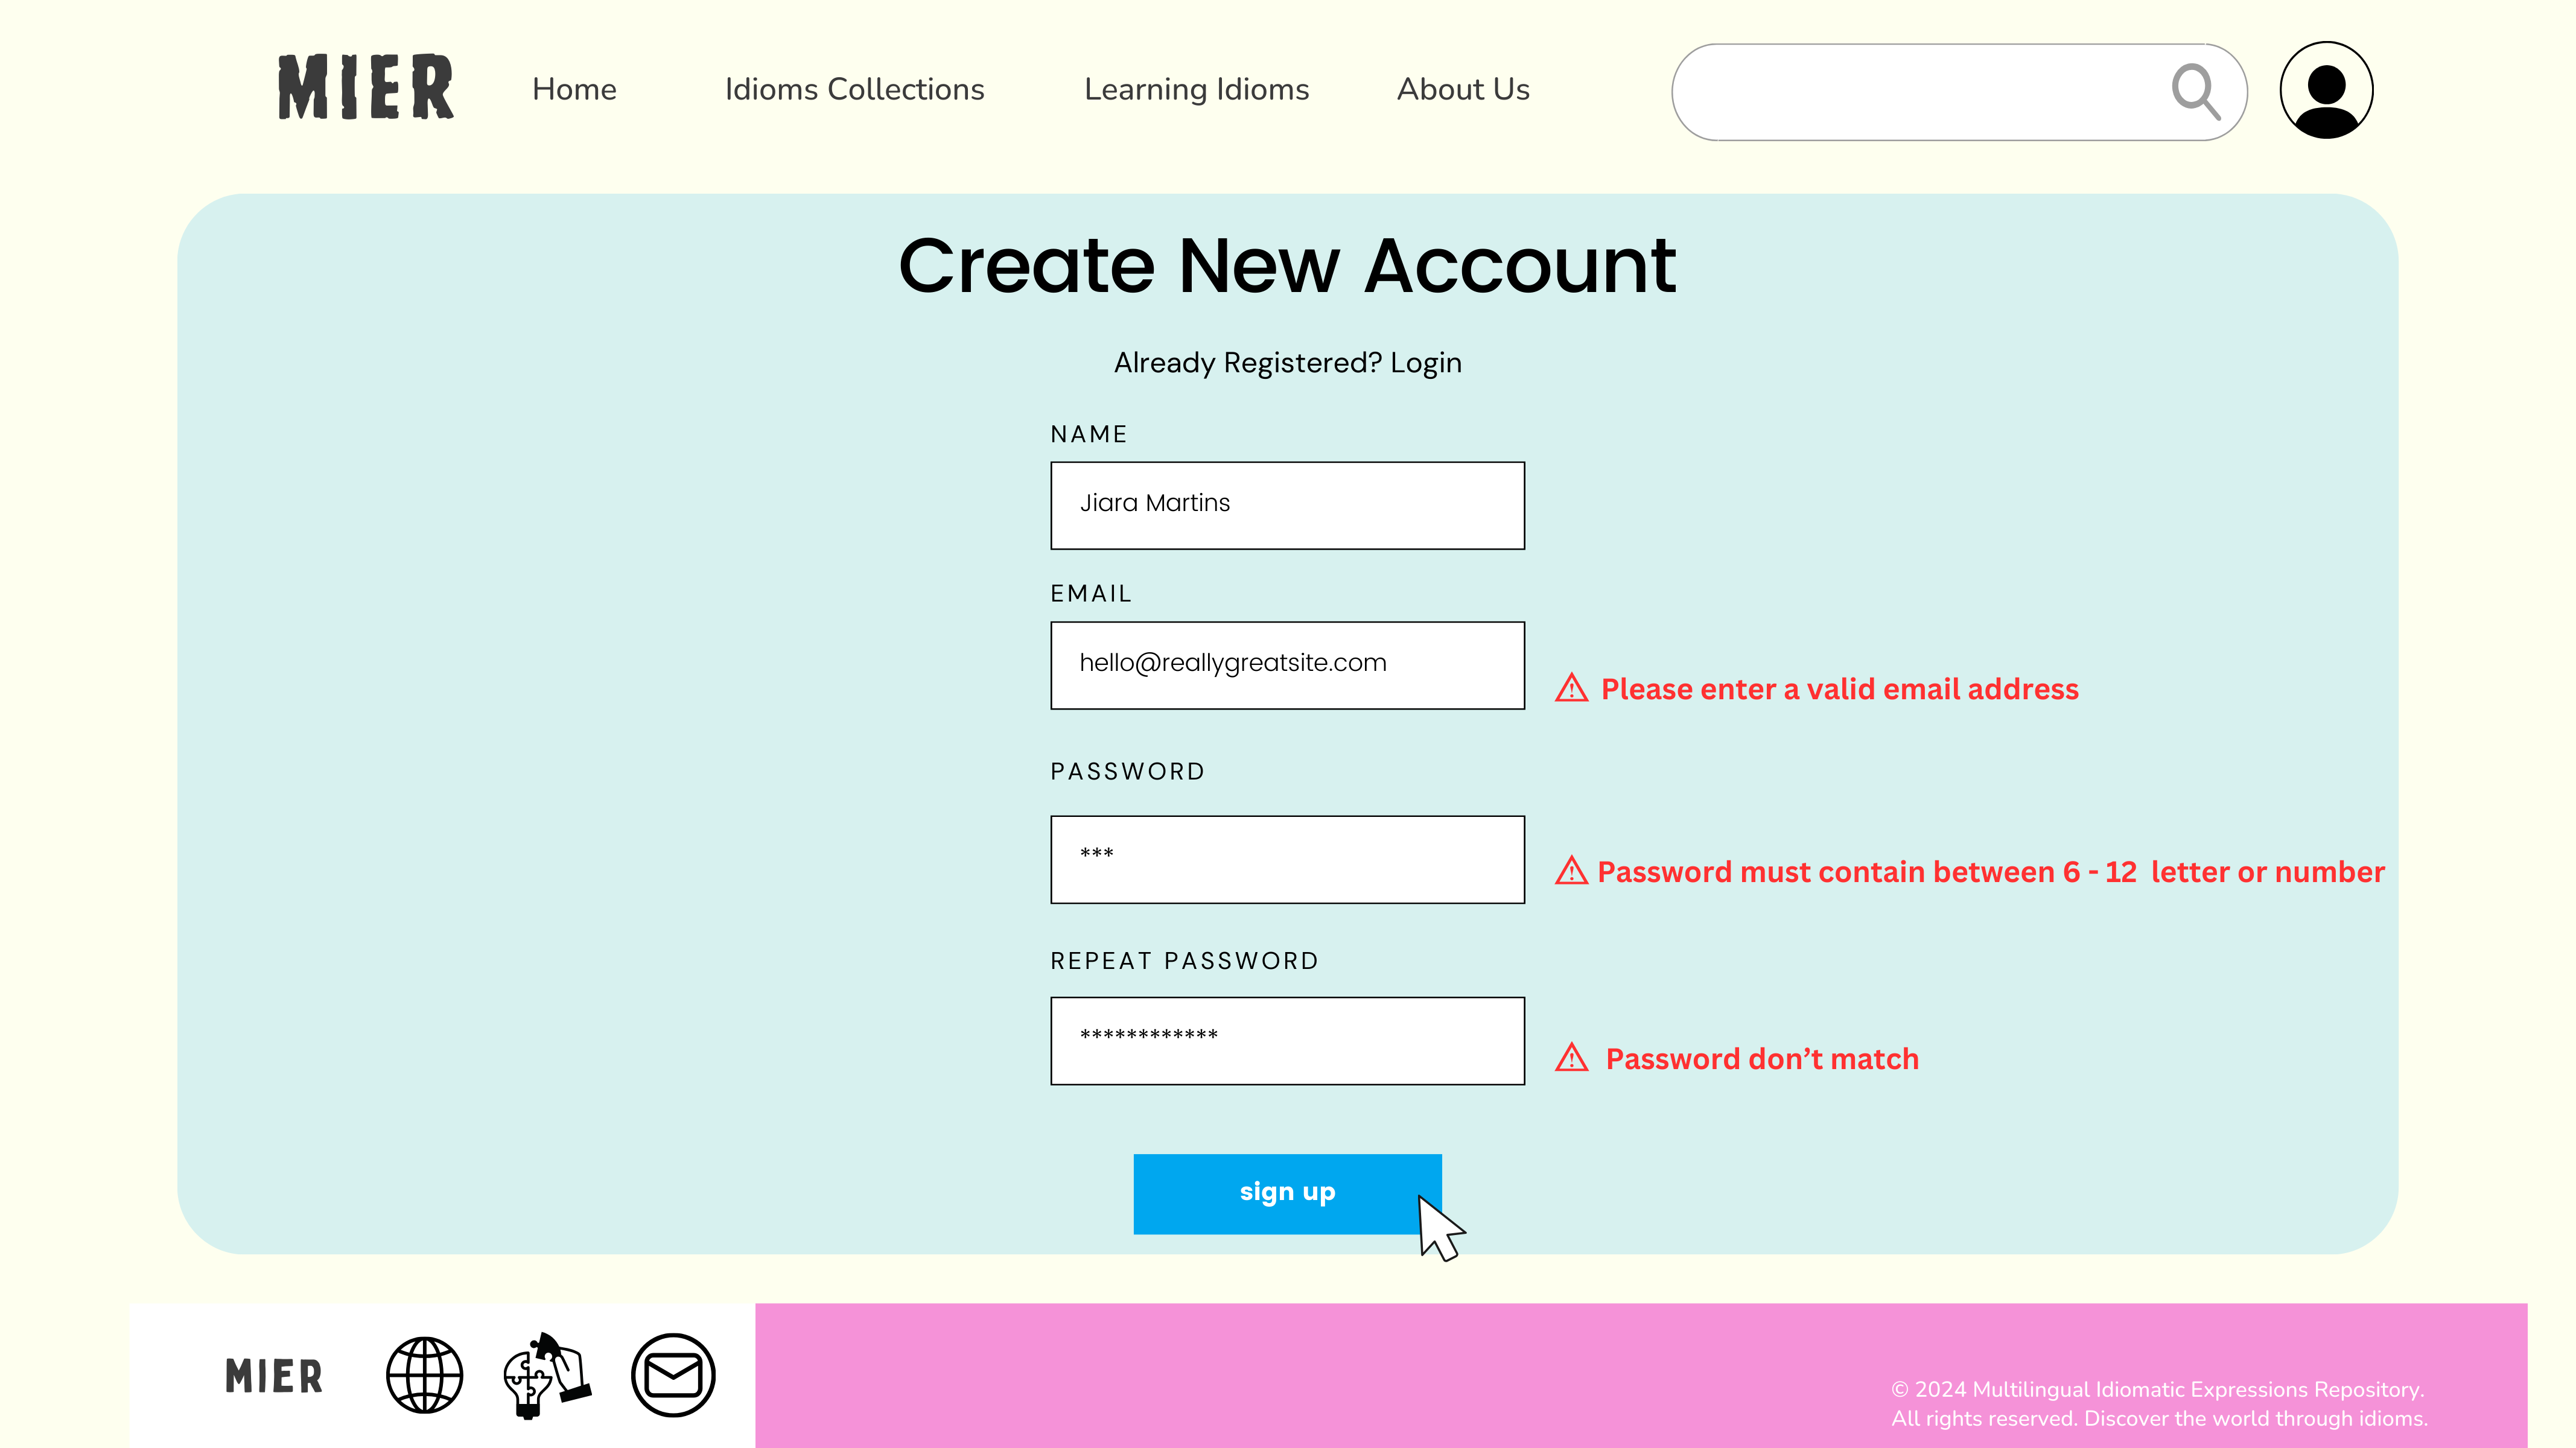 MIER
Home
Idioms Collections
Learning Idioms
About Us
Create New Account
Already Registered? Login
NAME
Jiara Martins
EMAIL
hello@reallygreatsite.com
Please enter a valid email address
PASSWORD
***
Password must contain between 6 - 12 letter or number
REPEAT PASSWORD
************
Password don’t match
sign up
MIER
© 2024 Multilingual Idiomatic Expressions Repository.
All rights reserved. Discover the world through idioms.